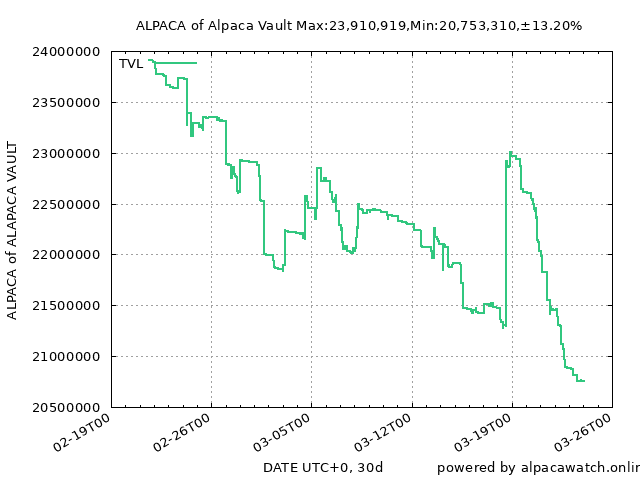 ALPACA of Alpaca Vault Max:23,910,919,Min:20,753,310,±13.20%
24000000
TVL
23500000
23000000
22500000
22000000
21500000
21000000
20500000
ALPACA of ALAPACA VAULT
02-19T00
02-26T00
03-05T00
03-12T00
03-19T00
03-26T00
DATE UTC+0, 30d
powered by alpacawatch.onlin